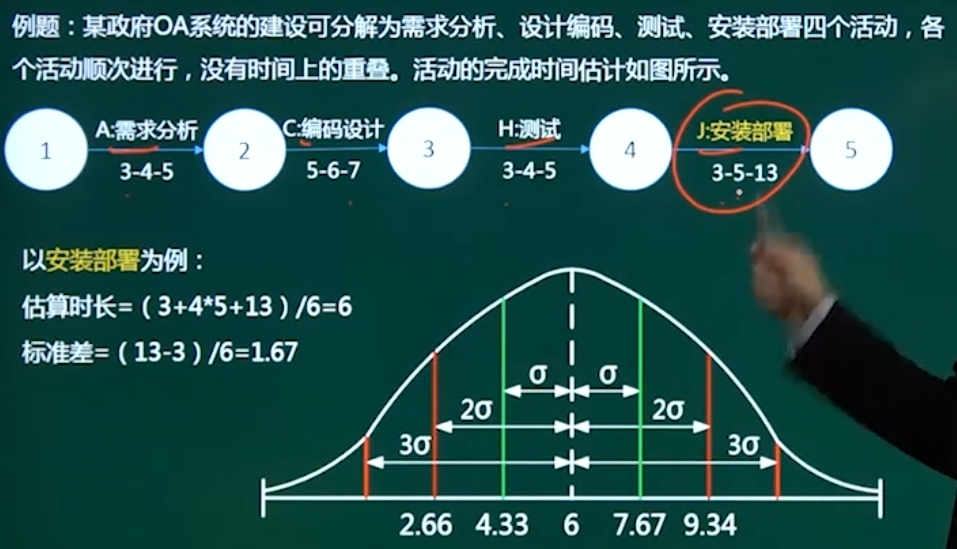 例题：某政府OA系统的建设可分解为需求分析、设计编码、测试、安装部署四个活动，各
个活动顺次进行，没有时间上的重叠。活动的完成时间估计如图所示。
1
A:需求分析
3-4-5
2
C:编码设计
5-6-7
3
H:测试
3-4-5
4
J:安装部署
3-5-13
5
以安装部署为例：
估算时长=（3+4*5+13）/6=6
标准差=（13-3）/6=1.67
σ σ
2σ 2σ
3σ 3σ
2.66 4.33 6 7.67 9.34